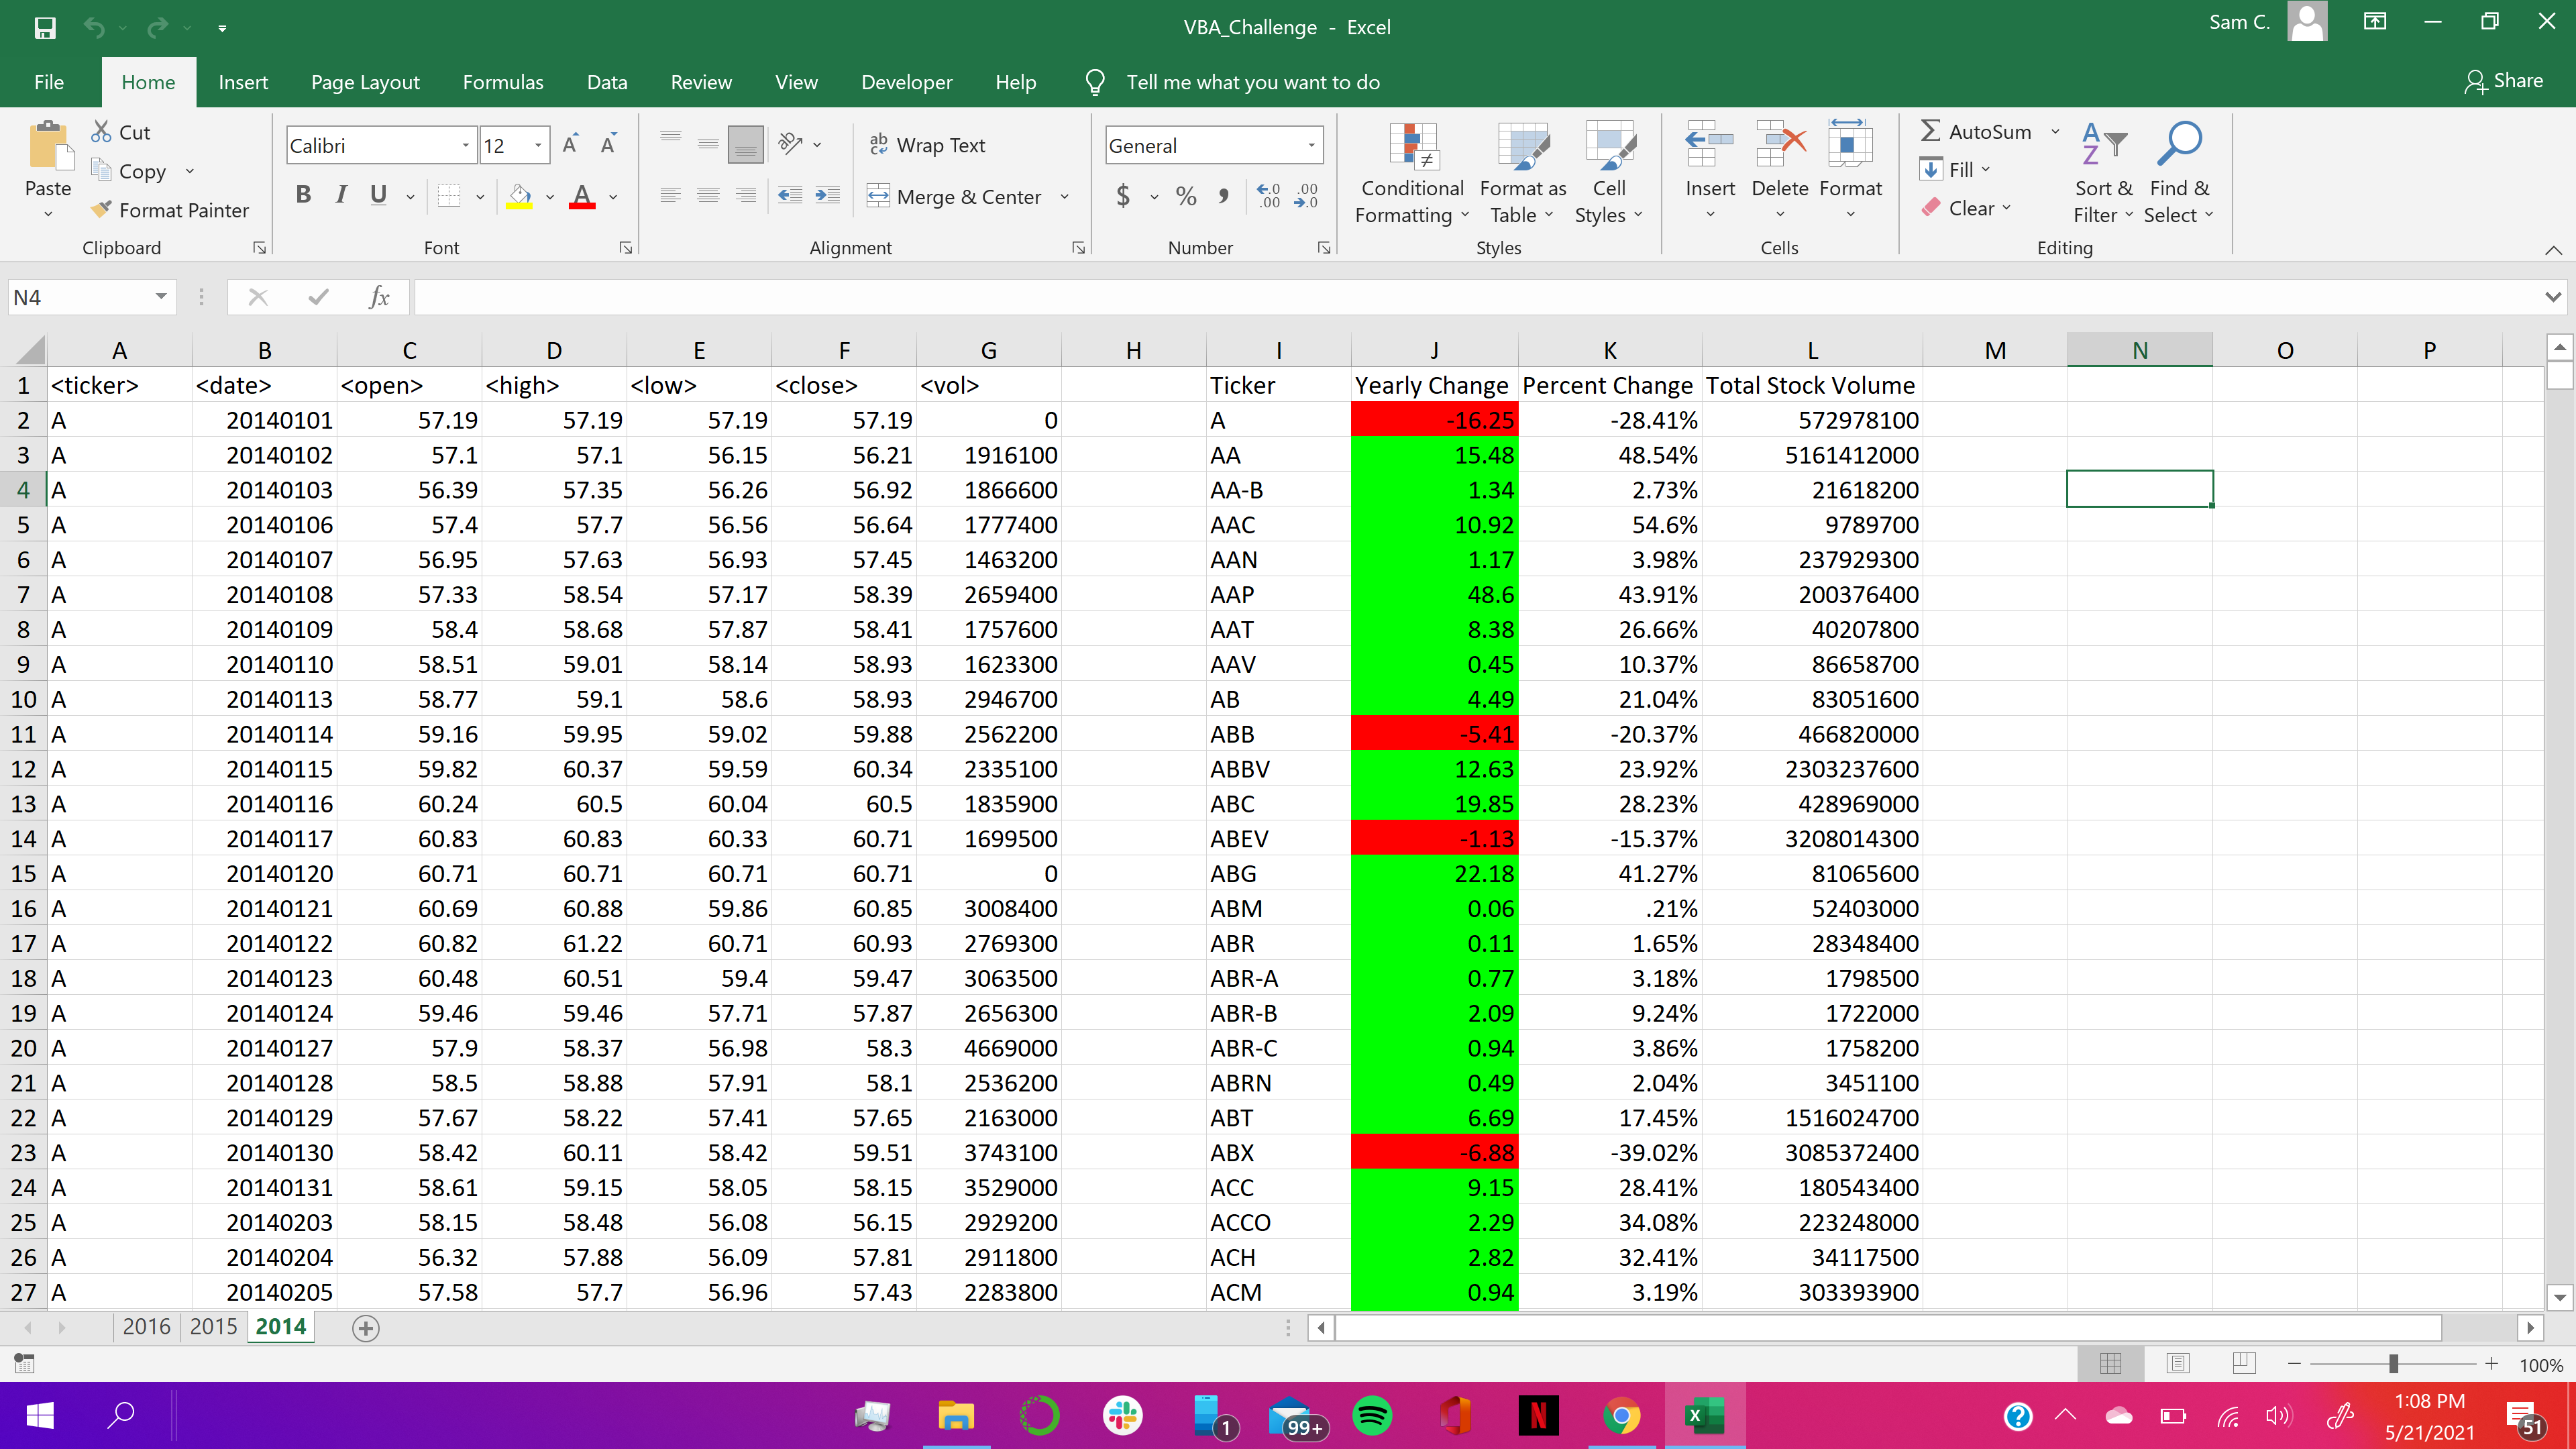 VBA_Challenge - Excel
Sam C.
File Home Insert Page Layout Formulas Data Review View Developer Help Tell me what you want to do Share
Paste
Cut
Copy
Format Painter
Clipboard
Calibri 12
B I U
Font
Wrap Text
Merge & Center
Alignment
General
$ % ,
Number
Conditional Formatting
Format as Table
Cell Styles
Styles
Insert Delete Format
Cells
AutoSum
Fill
Clear
Sort & Filter
Find & Select
Editing
N4 fx
A B C D E F G H I J K L M N O P
1 <ticker> <date> <open> <high> <low> <close> <vol> Ticker Yearly Change Percent Change Total Stock Volume
2 A 20140101 57.19 57.19 57.19 57.19 0 A -16.25 -28.41% 572978100
3 A 20140102 57.1 57.1 56.15 56.21 1916100 AA 15.48 48.54% 5161412000
4 A 20140103 56.39 57.35 56.26 56.92 1866600 AA-B 1.34 2.73% 21618200
5 A 20140106 57.4 57.7 56.56 56.64 1777400 AAC 10.92 54.6% 9789700
6 A 20140107 56.95 57.63 56.93 57.45 1463200 AAN 1.17 3.98% 237929300
7 A 20140108 57.33 58.54 57.17 58.39 2659400 AAP 48.6 43.91% 200376400
8 A 20140109 58.4 58.68 57.87 58.41 1757600 AAT 8.38 26.66% 40207800
9 A 20140110 58.51 59.01 58.14 58.93 1623300 AAV 0.45 10.37% 86658700
10 A 20140113 58.77 59.1 58.6 58.93 2946700 AB 4.49 21.04% 83051600
11 A 20140114 59.16 59.95 59.02 59.88 2562200 ABB -5.41 -20.37% 466820000
12 A 20140115 59.82 60.37 59.59 60.34 2335100 ABBV 12.63 23.92% 2303237600
13 A 20140116 60.24 60.5 60.04 60.5 1835900 ABC 19.85 28.23% 428969000
14 A 20140117 60.83 60.83 60.33 60.71 1699500 ABEV -1.13 -15.37% 3208014300
15 A 20140120 60.71 60.71 60.71 60.71 0 ABG 22.18 41.27% 81065600
16 A 20140121 60.69 60.88 59.86 60.85 3008400 ABM 0.06 .21% 52403000
17 A 20140122 60.82 61.22 60.71 60.93 2769300 ABR 0.11 1.65% 28348400
18 A 20140123 60.48 60.51 59.4 59.47 3063500 ABR-A 0.77 3.18% 1798500
19 A 20140124 59.46 59.46 57.71 57.87 2656300 ABR-B 2.09 9.24% 1722000
20 A 20140127 57.9 58.37 56.98 58.3 4669000 ABR-C 0.94 3.86% 1758200
21 A 20140128 58.5 58.88 57.91 58.1 2536200 ABRN 0.49 2.04% 3451100
22 A 20140129 57.67 58.22 57.41 57.65 2163000 ABT 6.69 17.45% 1516024700
23 A 20140130 58.42 60.11 58.42 59.51 3743100 ABX -6.88 -39.02% 3085372400
24 A 20140131 58.61 59.15 58.05 58.15 3529000 ACC 9.15 28.41% 180543400
25 A 20140203 58.15 58.48 56.08 56.15 2929200 ACCO 2.29 34.08% 223248000
26 A 20140204 56.32 57.88 56.09 57.81 2911800 ACH 2.82 32.41% 34117500
27 A 20140205 57.58 57.7 56.96 57.43 2283800 ACM 0.94 3.19% 303393900
2016 2015 2014
100%
1 99+ N X 1:08 PM
5/21/2021 51